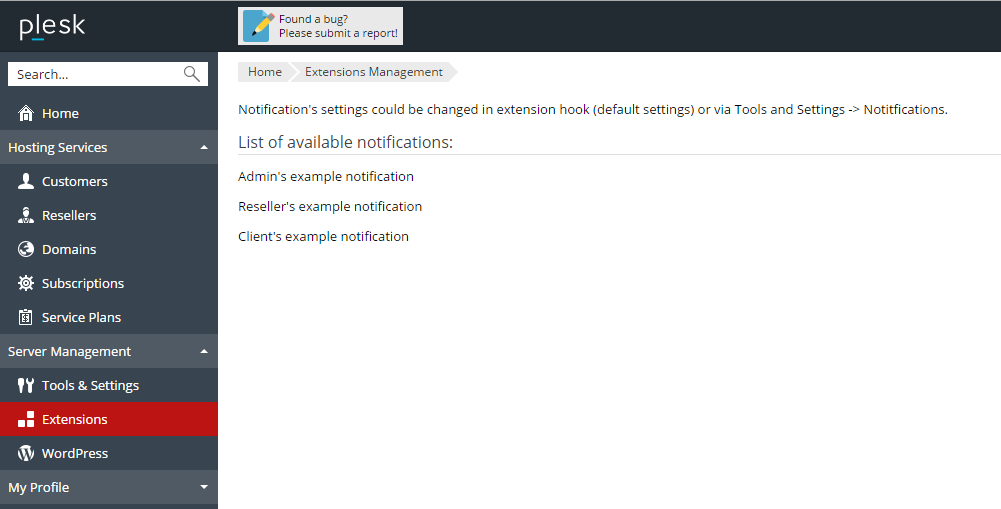 plesk
Found a bug?
Please submit a report!
Search...
Home
Hosting Services
Customers
Resellers
Domains
Subscriptions
Service Plans
Server Management
Tools & Settings
Extensions
WordPress
My Profile
Home
Extensions Management
Notification's settings could be changed in extension hook (default settings) or via Tools and Settings -> Notitfications.
List of available notifications:
Admin's example notification
Reseller's example notification
Client's example notification